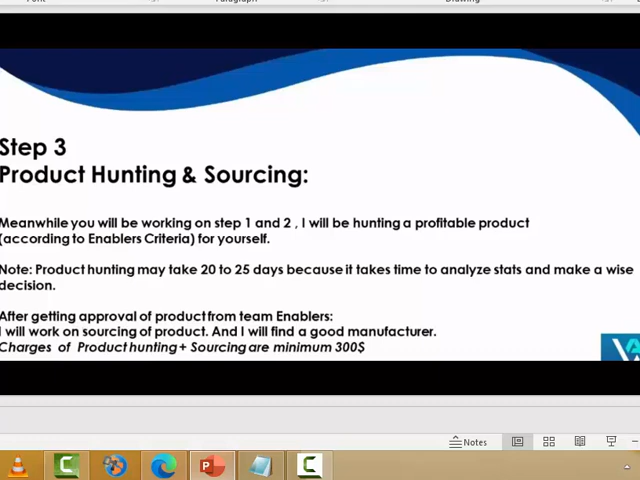 Step 3
Product Hunting & Sourcing:
Meanwhile you will be working on step 1 and 2 , I will be hunting a profitable product
(according to Enablers Criteria) for yourself.
Note: Product hunting may take 20 to 25 days because it takes time to analyze stats and make a wise
decision.
After getting approval of product from team Enablers:
I will work on sourcing of product. And I will find a good manufacturer.
Charges of Product hunting + Sourcing are minimum 300$
Notes